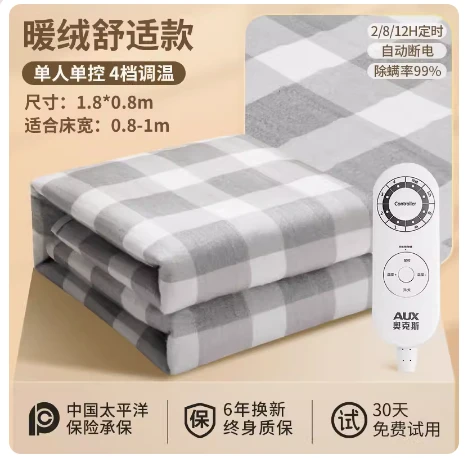 暖绒舒适款
单人单控 4档调温
尺寸：1.8*0.8m
适合床宽：0.8-1m
2/8/12H定时
自动断电
除螨率99%
Controller
AUX
奥克斯
中国太平洋
保险承保
保
6年换新
终身质保
试
30天
免费试用